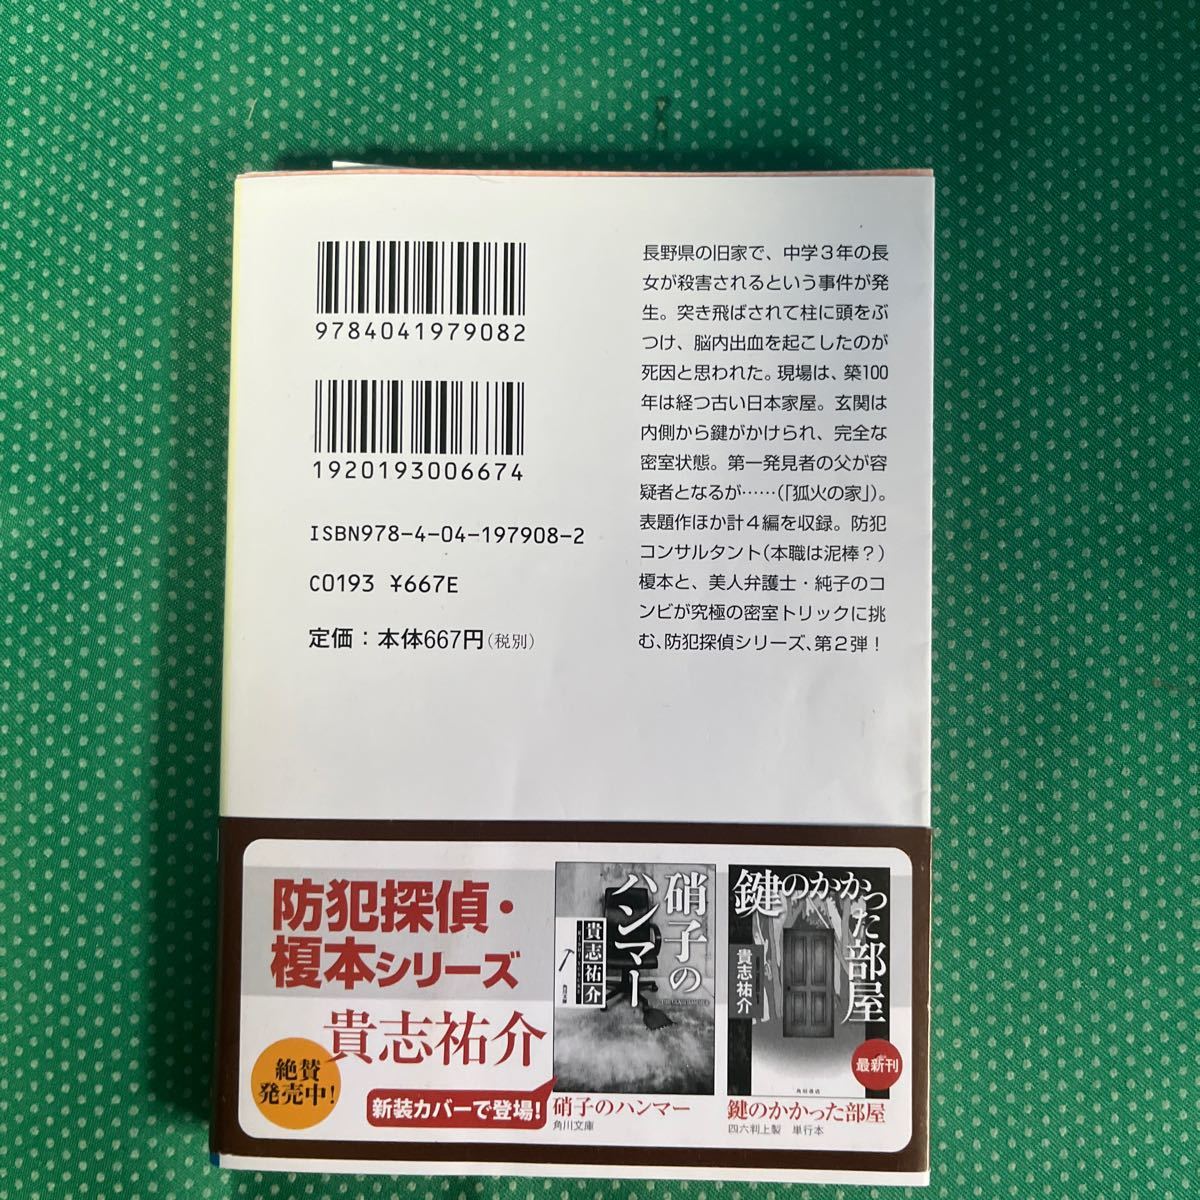 9784041979082
1920193006674
ISBN978-4-04-197908-2
C0193 ¥667E
定価：本体667円(税別)
長野県の旧家で、中学３年の長
女が殺害されるという事件が発
生。突き飛ばされて柱に頭をぶ
つけ、脳内出血を起こしたのが
死因と思われた。現場は、築100
年は経つ古い日本家屋。玄関は
内側から鍵がかけられ、完全な
密室状態。第一発見者の父が容
疑者となるが……(「狐火の家」)。
表題作ほか計４編を収録。防犯
コンサルタント(本職は泥棒？)
榎本と、美人弁護士・純子のコ
ンビが究極の密室トリックに挑
む、防犯探偵シリーズ、第２弾！
防犯探偵・
榎本シリーズ
貴志祐介
絶賛
発売中!
新装カバーで登場!
硝子の
ハンマー
貴志祐介
角川文庫
硝子のハンマー
角川文庫
鍵のかかった部屋
貴志祐介
角川書店
最新刊
鍵のかかった部屋
四六判上製　単行本